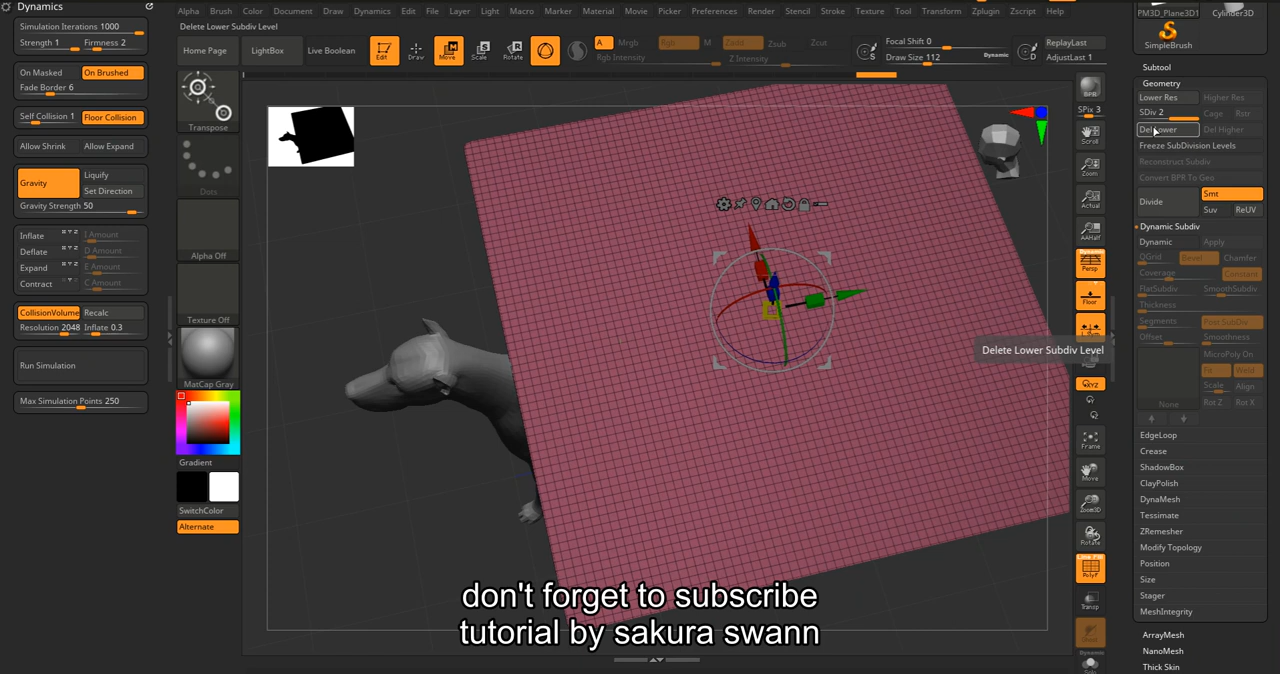 Dynamics
Simulation Iterations 1000
Strength 1 Firmness 2
On Masked On Brushed
Fade Border 6
Self Collision 1 Floor Collision
Allow Shrink Allow Expand
Gravity
Liquify
Set Direction
Gravity Strength 50
Inflate I Amount
Deflate D Amount
Expand E Amount
Contract C Amount
CollisionVolume Recalc
Resolution 2048 Inflate 0.3
Run Simulation
Max Simulation Points 250
Alpha Brush Color Document Draw Dynamics Edit File Layer Light Macro Marker Material Movie Picker Preferences Render Stencil Stroke Texture Tool Transform Zplugin Zscript Help
Delete Lower Subdiv Level
Home Page LightBox Live Boolean
Edit Draw Move Scale Rotate
A Mrgb Rgb M Zadd Zsub Zcut
Rgb Intensity Z Intensity
S Focal Shift 0
Draw Size 112 Dynamic
D ReplayLast
AdjustLast 1
Transpose
Dots
Alpha Off
Texture Off
MatCap Gray
Gradient
SwitchColor
Alternate
BPR
SPix 3
Scroll
Zoom
Actual
AAHalf
Dynamic
Persp
Floor
L.Sym
XYZ
Frame
Move
Zoom3D
Rotate
Line Fill
PolyF
Transp
Dynamic
Solo
Delete Lower Subdiv Level
PM3D_Plane3D1 Cylinder3D
SimpleBrush
Subtool
Geometry
Lower Res Higher Res
SDiv 2 Cage Rstr
Del Lower Del Higher
Freeze SubDivision Levels
Reconstruct Subdiv
Convert BPR To Geo
Divide
Smt
Suv ReUV
Dynamic Subdiv
Dynamic Apply
QGrid Bevel Chamfer
Coverage Constant
FlatSubdiv SmoothSubdiv
Thickness
Segments Post SubDiv
Offset Smoothness
MicroPoly On
Fit Weld
Scale Align
None Rot Z Rot X
EdgeLoop
Crease
ShadowBox
ClayPolish
DynaMesh
Tessimate
ZRemesher
Modify Topology
Position
Size
Stager
MeshIntegrity
ArrayMesh
NanoMesh
Thick Skin
don't forget to subscribe
tutorial by sakura swann